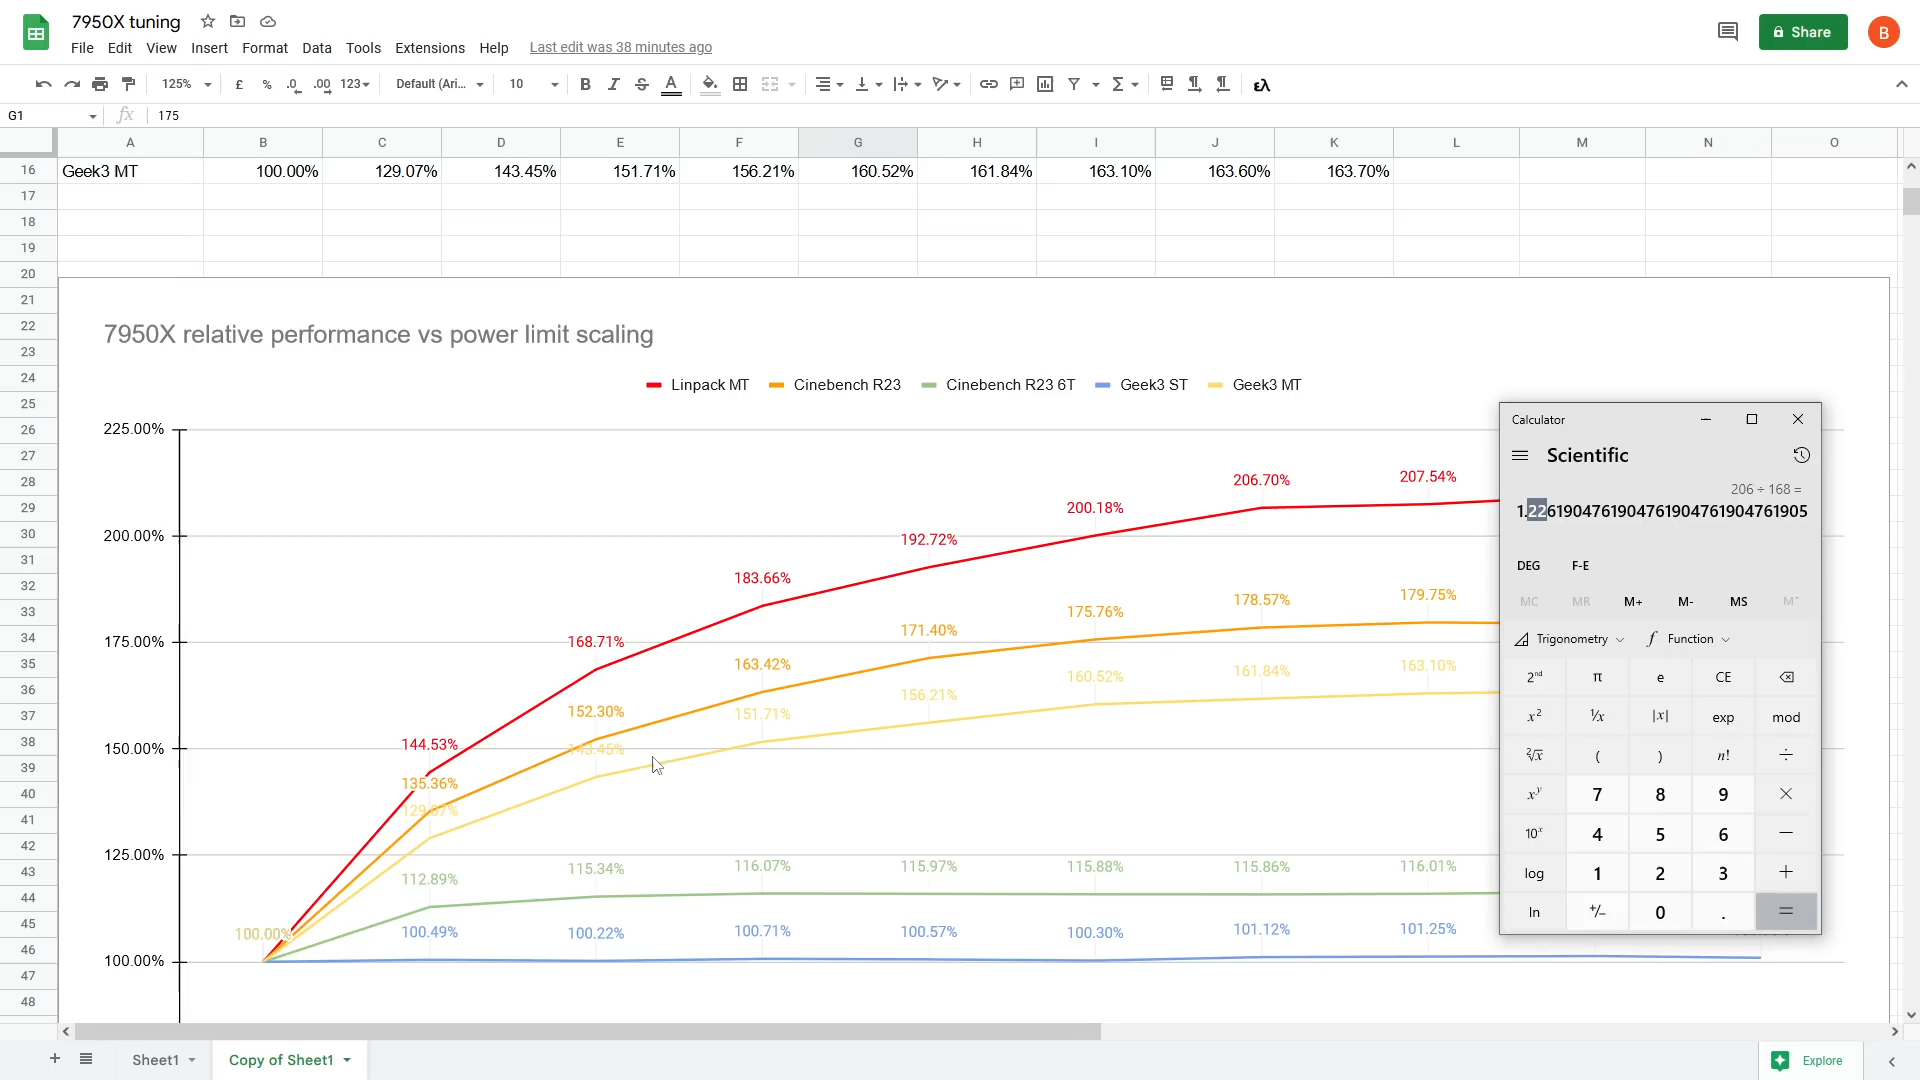 7950X tuning
File Edit View Insert Format Data Tools Extensions Help Last edit was 38 minutes ago
Share
B
125% £ % .0 .00 123 Default (Ari... 10 B I S A Σ ελ
G1 fx 175
A B C D E F G H I J K L M N O
16 Geek3 MT 100.00% 129.07% 143.45% 151.71% 156.21% 160.52% 161.84% 163.10% 163.60% 163.70%
17
18
19
20
21
22
23
24
25
26
27
28
29
30
31
32
33
34
35
36
37
38
39
40
41
42
43
44
45
46
47
48
7950X relative performance vs power limit scaling
Linpack MT Cinebench R23 Cinebench R23 6T Geek3 ST Geek3 MT
225.00%
200.00%
175.00%
150.00%
125.00%
100.00%
144.53% 168.71% 183.66% 192.72% 200.18% 206.70% 207.54%
135.36% 152.30% 163.42% 171.40% 175.76% 178.57% 179.75%
129.07% 143.45% 151.71% 156.21% 160.52% 161.84% 163.10%
112.89% 115.34% 116.07% 115.97% 115.88% 115.86% 116.01%
100.00% 100.49% 100.22% 100.71% 100.57% 100.30% 101.12% 101.25%
Calculator
Scientific
206 ÷ 168 =
1.2261904761904761904761904761905
DEG F-E
MC MR M+ M- MS M˅
Trigonometry f Function
2nd π e CE
x² ¹/x |x| exp mod
²√x ( ) n! ÷
xʸ 7 8 9 ×
10ˣ 4 5 6 −
log 1 2 3 +
ln +/− 0 . =
+ Sheet1 Copy of Sheet1 Explore